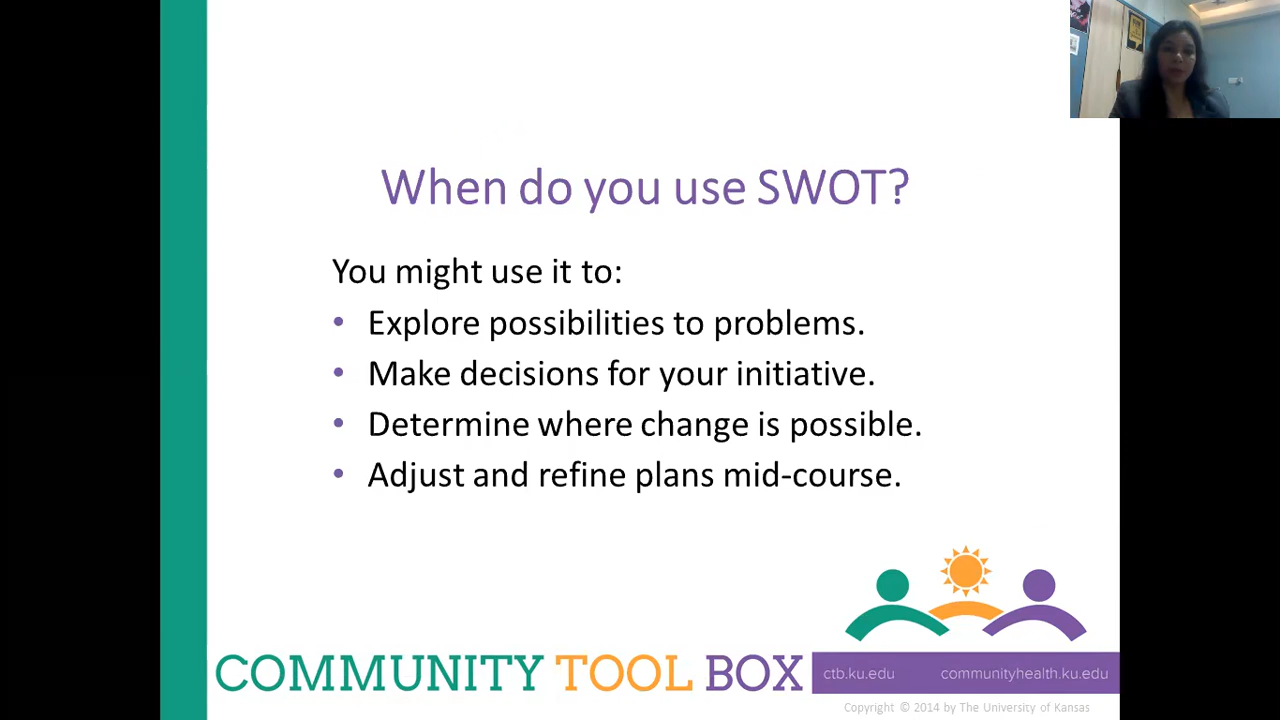 When do you use SWOT?
You might use it to:
• Explore possibilities to problems.
• Make decisions for your initiative.
• Determine where change is possible.
• Adjust and refine plans mid-course.
COMMUNITY TOOL BOX
ctb.ku.edu communityhealth.ku.edu
Copyright © 2014 by The University of Kansas